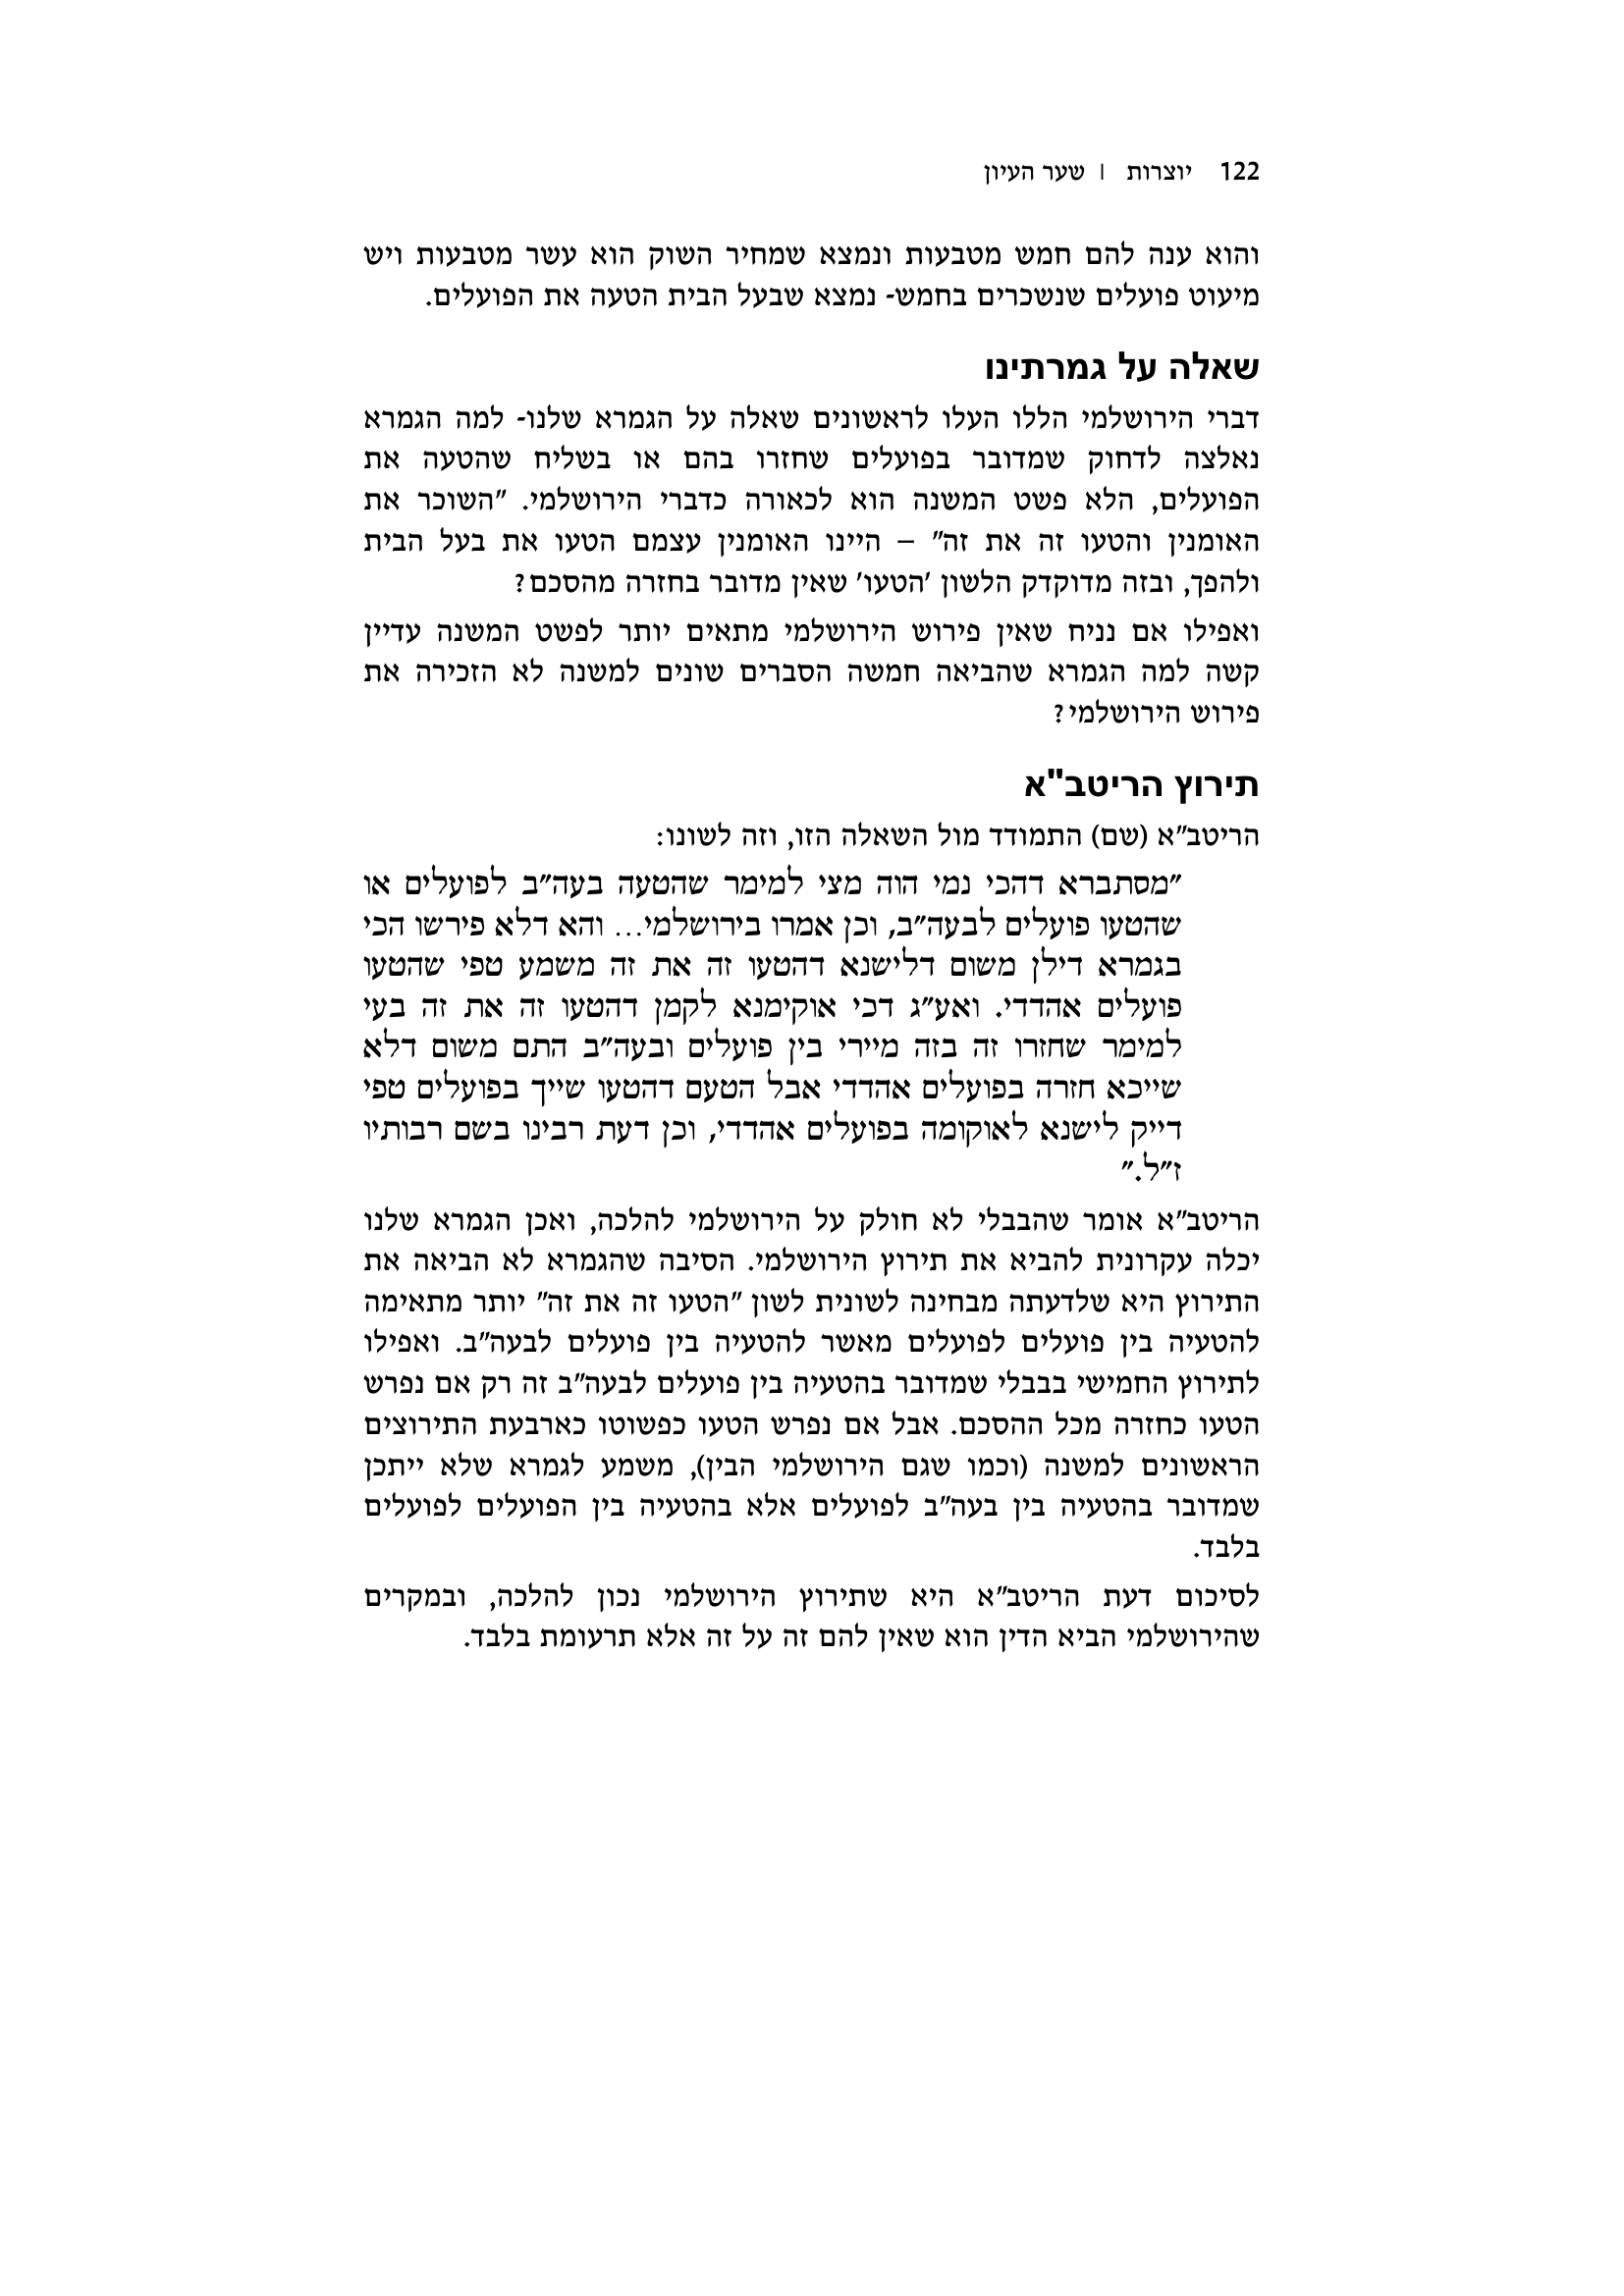 122 יוצרות | שער העיון
והוא ענה להם חמש מטבעות ונמצא שמחיר השוק הוא עשר מטבעות ויש
מיעוט פועלים שנשכרים בחמש- נמצא שבעל הבית הטעה את הפועלים.
שאלה על גמרתינו
דברי הירושלמי הללו העלו לראשונים שאלה על הגמרא שלנו- למה הגמרא
נאלצה לדחוק שמדובר בפועלים שחזרו בהם או בשליח שהטעה את
הפועלים, הלא פשט המשנה הוא לכאורה כדברי הירושלמי. "השוכר את
האומנין והטעו זה את זה" – היינו האומנין עצמם הטעו את בעל הבית
ולהפך, ובזה מדוקדק הלשון 'הטעו' שאין מדובר בחזרה מהסכם?
ואפילו אם נניח שאין פירוש הירושלמי מתאים יותר לפשט המשנה עדיין
קשה למה הגמרא שהביאה חמשה הסברים שונים למשנה לא הזכירה את
פירוש הירושלמי?
תירוץ הריטב"א
הריטב"א (שם) התמודד מול השאלה הזו, וזה לשונו:
"מסתברא דהכי נמי הוה מצי למימר שהטעה בעה"ב לפועלים או
שהטעו פועלים לבעה"ב, וכן אמרו בירושלמי... והא דלא פירשו הכי
בגמרא דילן משום דלישנא דהטעו זה את זה משמע טפי שהטעו
פועלים אהדדי. ואע"ג דכי אוקימנא לקמן דהטעו זה את זה בעי
למימר שחזרו זה בזה מיירי בין פועלים ובעה"ב התם משום דלא
שייכא חזרה בפועלים אהדדי אבל הטעם דהטעו שייך בפועלים טפי
דייק לישנא לאוקומה בפועלים אהדדי, וכן דעת רבינו בשם רבותיו
ז"ל."
הריטב"א אומר שהבבלי לא חולק על הירושלמי להלכה, ואכן הגמרא שלנו
יכלה עקרונית להביא את תירוץ הירושלמי. הסיבה שהגמרא לא הביאה את
התירוץ היא שלדעתה מבחינה לשונית לשון "הטעו זה את זה" יותר מתאימה
להטעיה בין פועלים לפועלים מאשר להטעיה בין פועלים לבעה"ב. ואפילו
לתירוץ החמישי בבבלי שמדובר בהטעיה בין פועלים לבעה"ב זה רק אם נפרש
הטעו כחזרה מכל ההסכם. אבל אם נפרש הטעו כפשוטו כארבעת התירוצים
הראשונים למשנה (וכמו שגם הירושלמי הבין), משמע לגמרא שלא ייתכן
שמדובר בהטעיה בין בעה"ב לפועלים אלא בהטעיה בין הפועלים לפועלים
בלבד.
לסיכום דעת הריטב"א היא שתירוץ הירושלמי נכון להלכה, ובמקרים
שהירושלמי הביא הדין הוא שאין להם זה על זה אלא תרעומת בלבד.